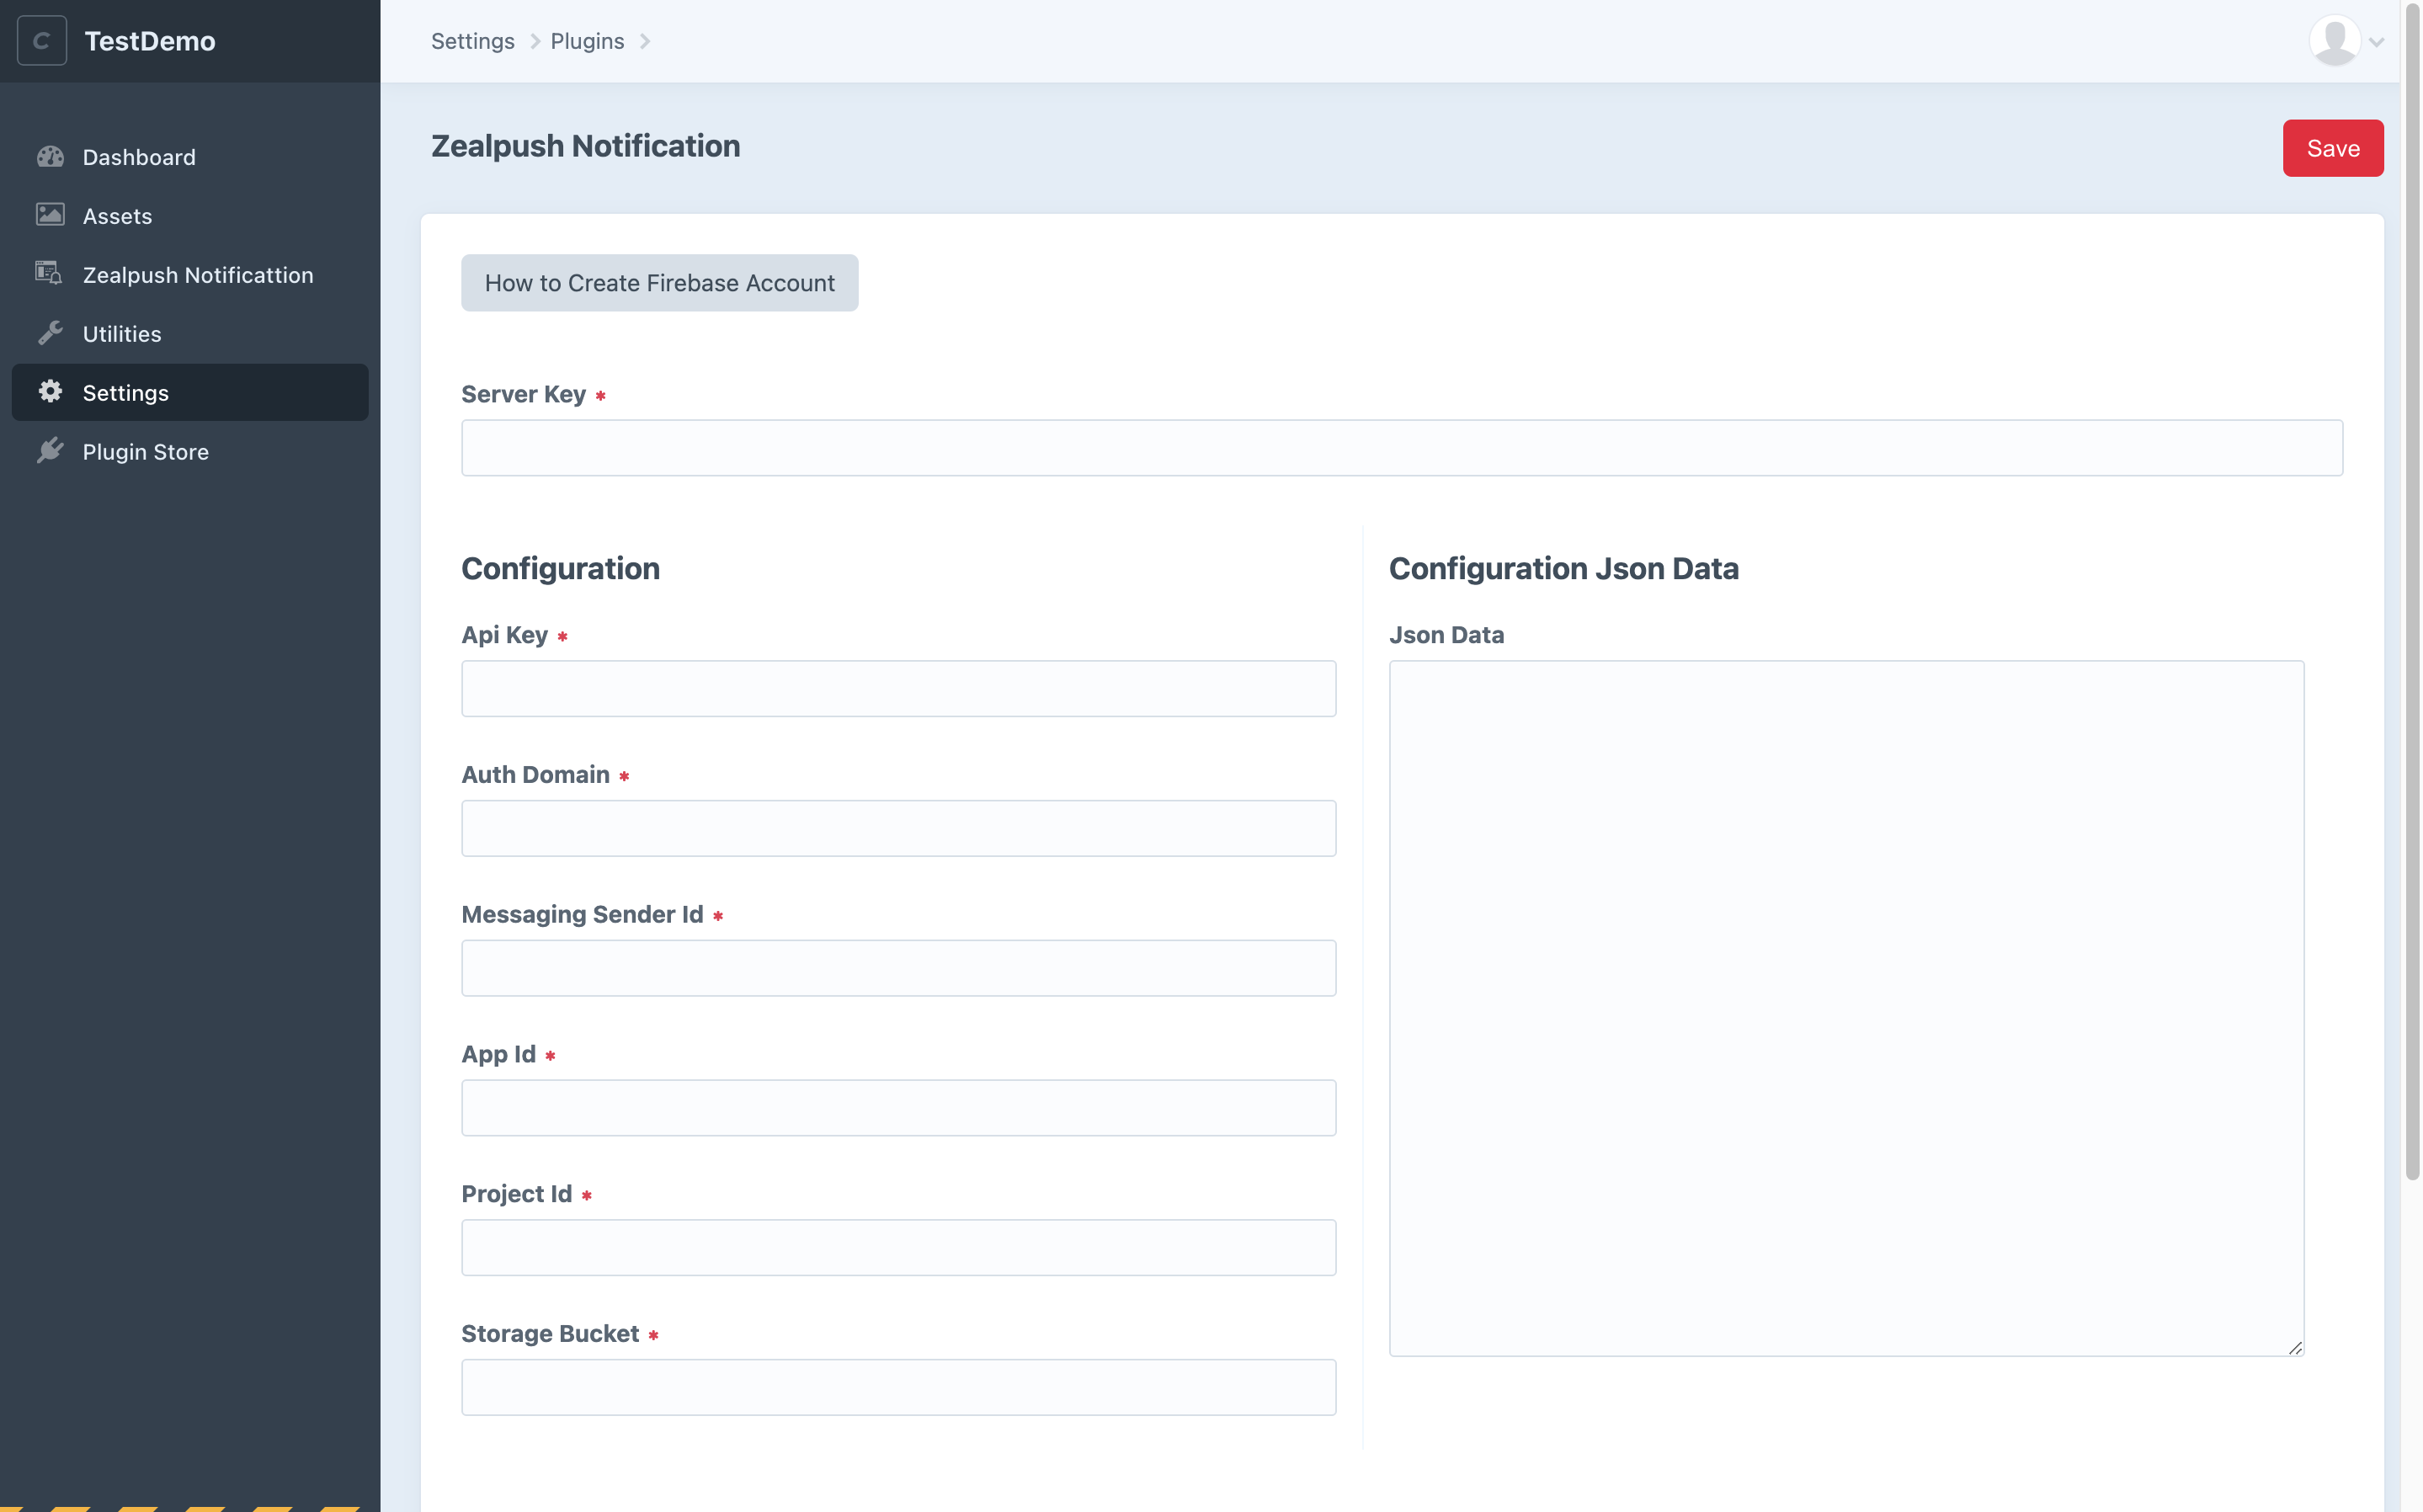 C TestDemo
Dashboard
Assets
Zealpush Notificattion
Utilities
Settings
Plugin Store
Settings Plugins
Zealpush Notification
Save
How to Create Firebase Account
Server Key *
Configuration
Api Key *
Auth Domain *
Messaging Sender Id *
App Id *
Project Id *
Storage Bucket *
Configuration Json Data
Json Data